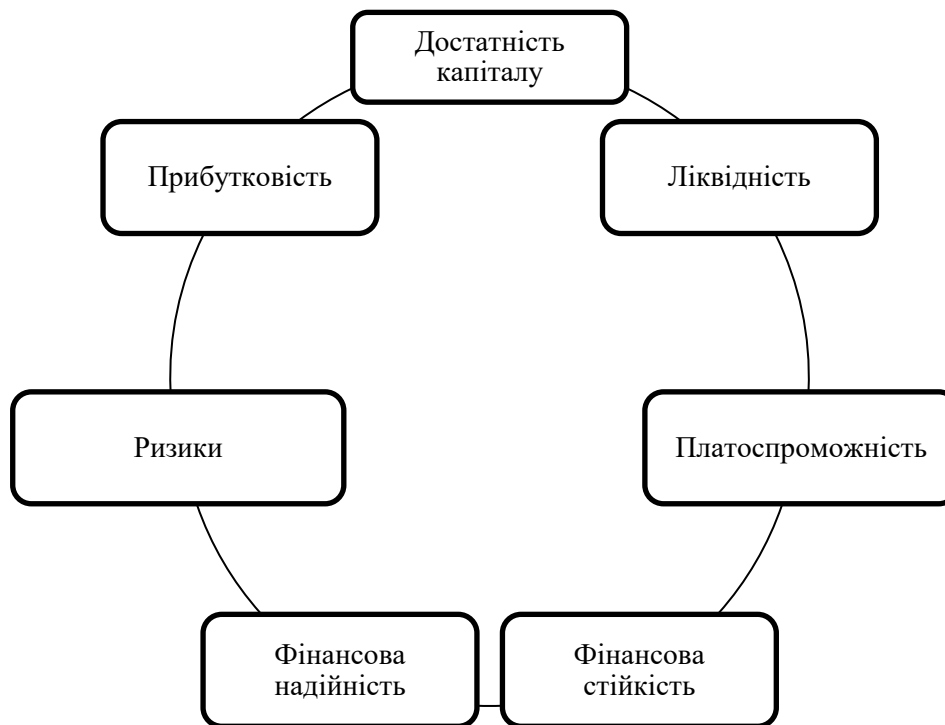 Достатність
капіталу
Прибутковість
Ліквідність
Ризики
Платоспроможність
Фінансова
надійність
Фінансова
стійкість